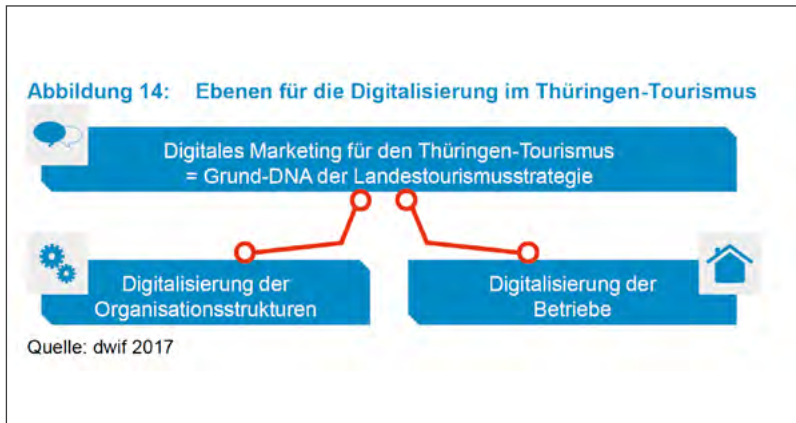 Abbildung 14: Ebenen für die Digitalisierung im Thüringen-Tourismus
Digitales Marketing für den Thüringen-Tourismus
= Grund-DNA der Landestourismusstrategie
Digitalisierung der
Organisationsstrukturen
Digitalisierung der
Betriebe
Quelle: dwif 2017